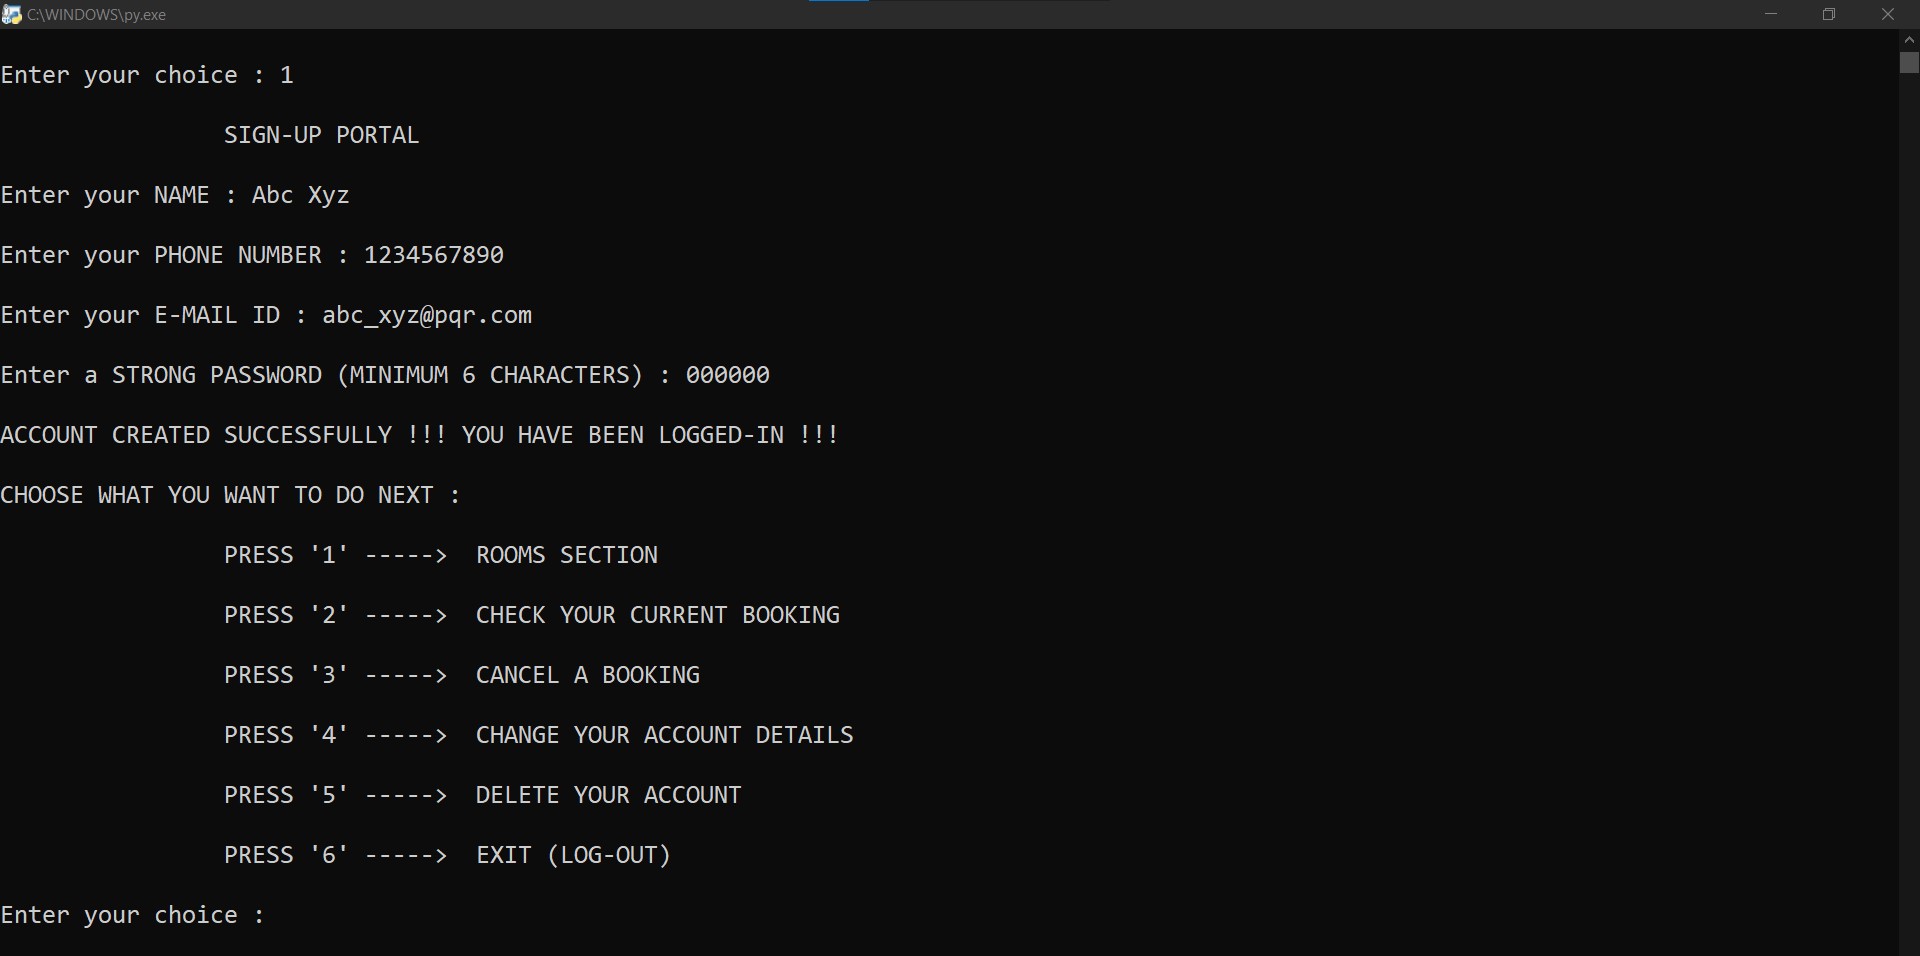 C:\WINDOWS\py.exe
Enter your choice : 1
SIGN-UP PORTAL
Enter your NAME : Abc Xyz
Enter your PHONE NUMBER : 1234567890
Enter your E-MAIL ID : abc_xyz@pqr.com
Enter a STRONG PASSWORD (MINIMUM 6 CHARACTERS) : 000000
ACCOUNT CREATED SUCCESSFULLY !!! YOU HAVE BEEN LOGGED-IN !!!
CHOOSE WHAT YOU WANT TO DO NEXT :
PRESS '1' ----->  ROOMS SECTION
PRESS '2' ----->  CHECK YOUR CURRENT BOOKING
PRESS '3' ----->  CANCEL A BOOKING
PRESS '4' ----->  CHANGE YOUR ACCOUNT DETAILS
PRESS '5' ----->  DELETE YOUR ACCOUNT
PRESS '6' ----->  EXIT (LOG-OUT)
Enter your choice :